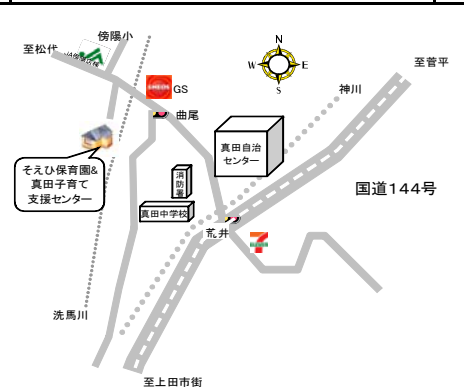 傍陽小
至松代
N
W
E
S
至菅平
GS
神川
曲尾
真田自治
センター
そえひ保育園&
真田子育て
支援センター
消防署
国道144号
真田中学校
荒井
洗馬川
至上田市街